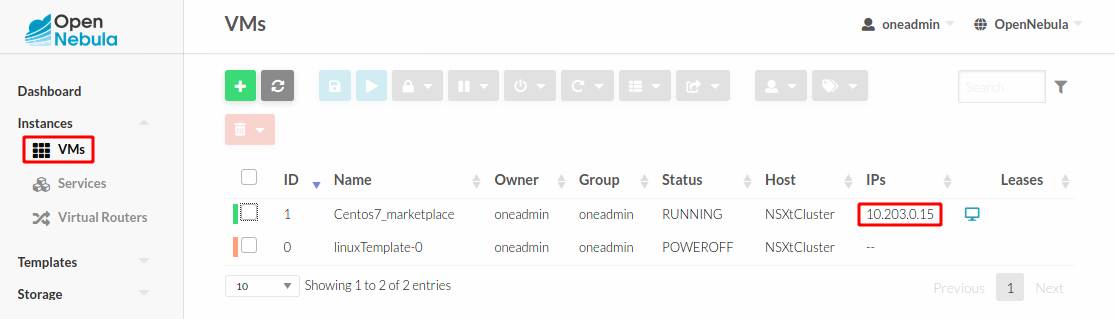 Open
Nebula
VMs
oneadmin
OpenNebula
Dashboard
Instances
VMs
Services
Virtual Routers
Templates
Storage
Search
ID Name Owner Group Status Host IPs Leases
1 Centos7_marketplace oneadmin oneadmin RUNNING NSXtCluster 10.203.0.15
0 linuxTemplate-0 oneadmin oneadmin POWEROFF NSXtCluster --
10 Showing 1 to 2 of 2 entries
Previous 1 Next